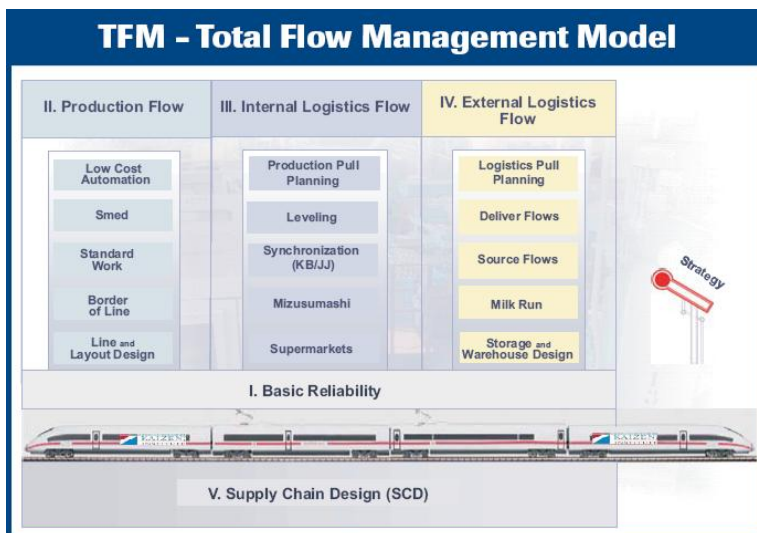 TFM – Total Flow Management Model
II. Production Flow
III. Internal Logistics Flow
IV. External Logistics
Flow
Low Cost
Automation
Smed
Standard
Work
Border
of Line
Line and
Layout Design
Production Pull
Planning
Leveling
Synchronization
(KB/JJ)
Mizusumashi
Supermarkets
Logistics Pull
Planning
Deliver Flows
Source Flows
Milk Run
Storage and
Warehouse Design
Strategy
I. Basic Reliability
KAIZEN
INSTITUTE
KAIZEN
INSTITUTE
V. Supply Chain Design (SCD)